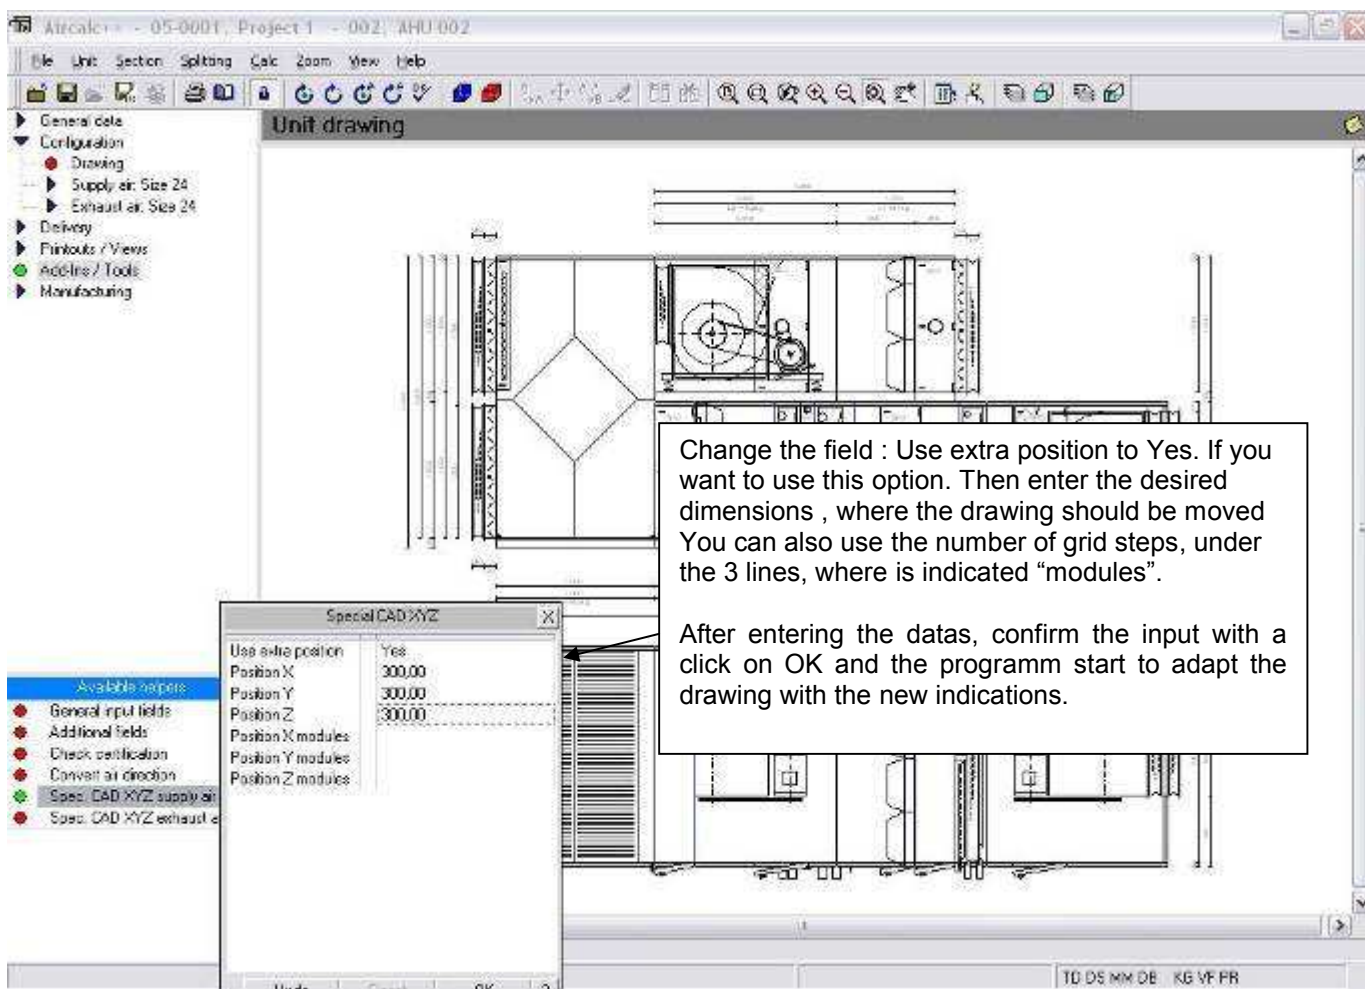 Aircalc++ - 05-0001, Project 1 - 002, AHU 002
File Unit Section Splitting Calc Zoom View Help
General data
Configuration
Drawing
Supply air: Size 24
Exhaust air: Size 24
Delivery
Printouts / Views
Add-Ins / Tools
Manufacturing
Unit drawing
Change the field : Use extra position to Yes. If you
want to use this option. Then enter the desired
dimensions , where the drawing should be moved
You can also use the number of grid steps, under
the 3 lines, where is indicated “modules”.
After entering the datas, confirm the input with a
click on OK and the programm start to adapt the
drawing with the new indications.
Special CAD XYZ
Use extra position Yes
Position X 300,00
Position Y 300,00
Position Z 300,00
Position X modules
Position Y modules
Position Z modules
Undo OK ?
Available helpers
General input fields
Additional fields
Check certification
Convert air direction
Spec. CAD XYZ supply air
Spec. CAD XYZ exhaust a
TD DS MM DB KG VF PR